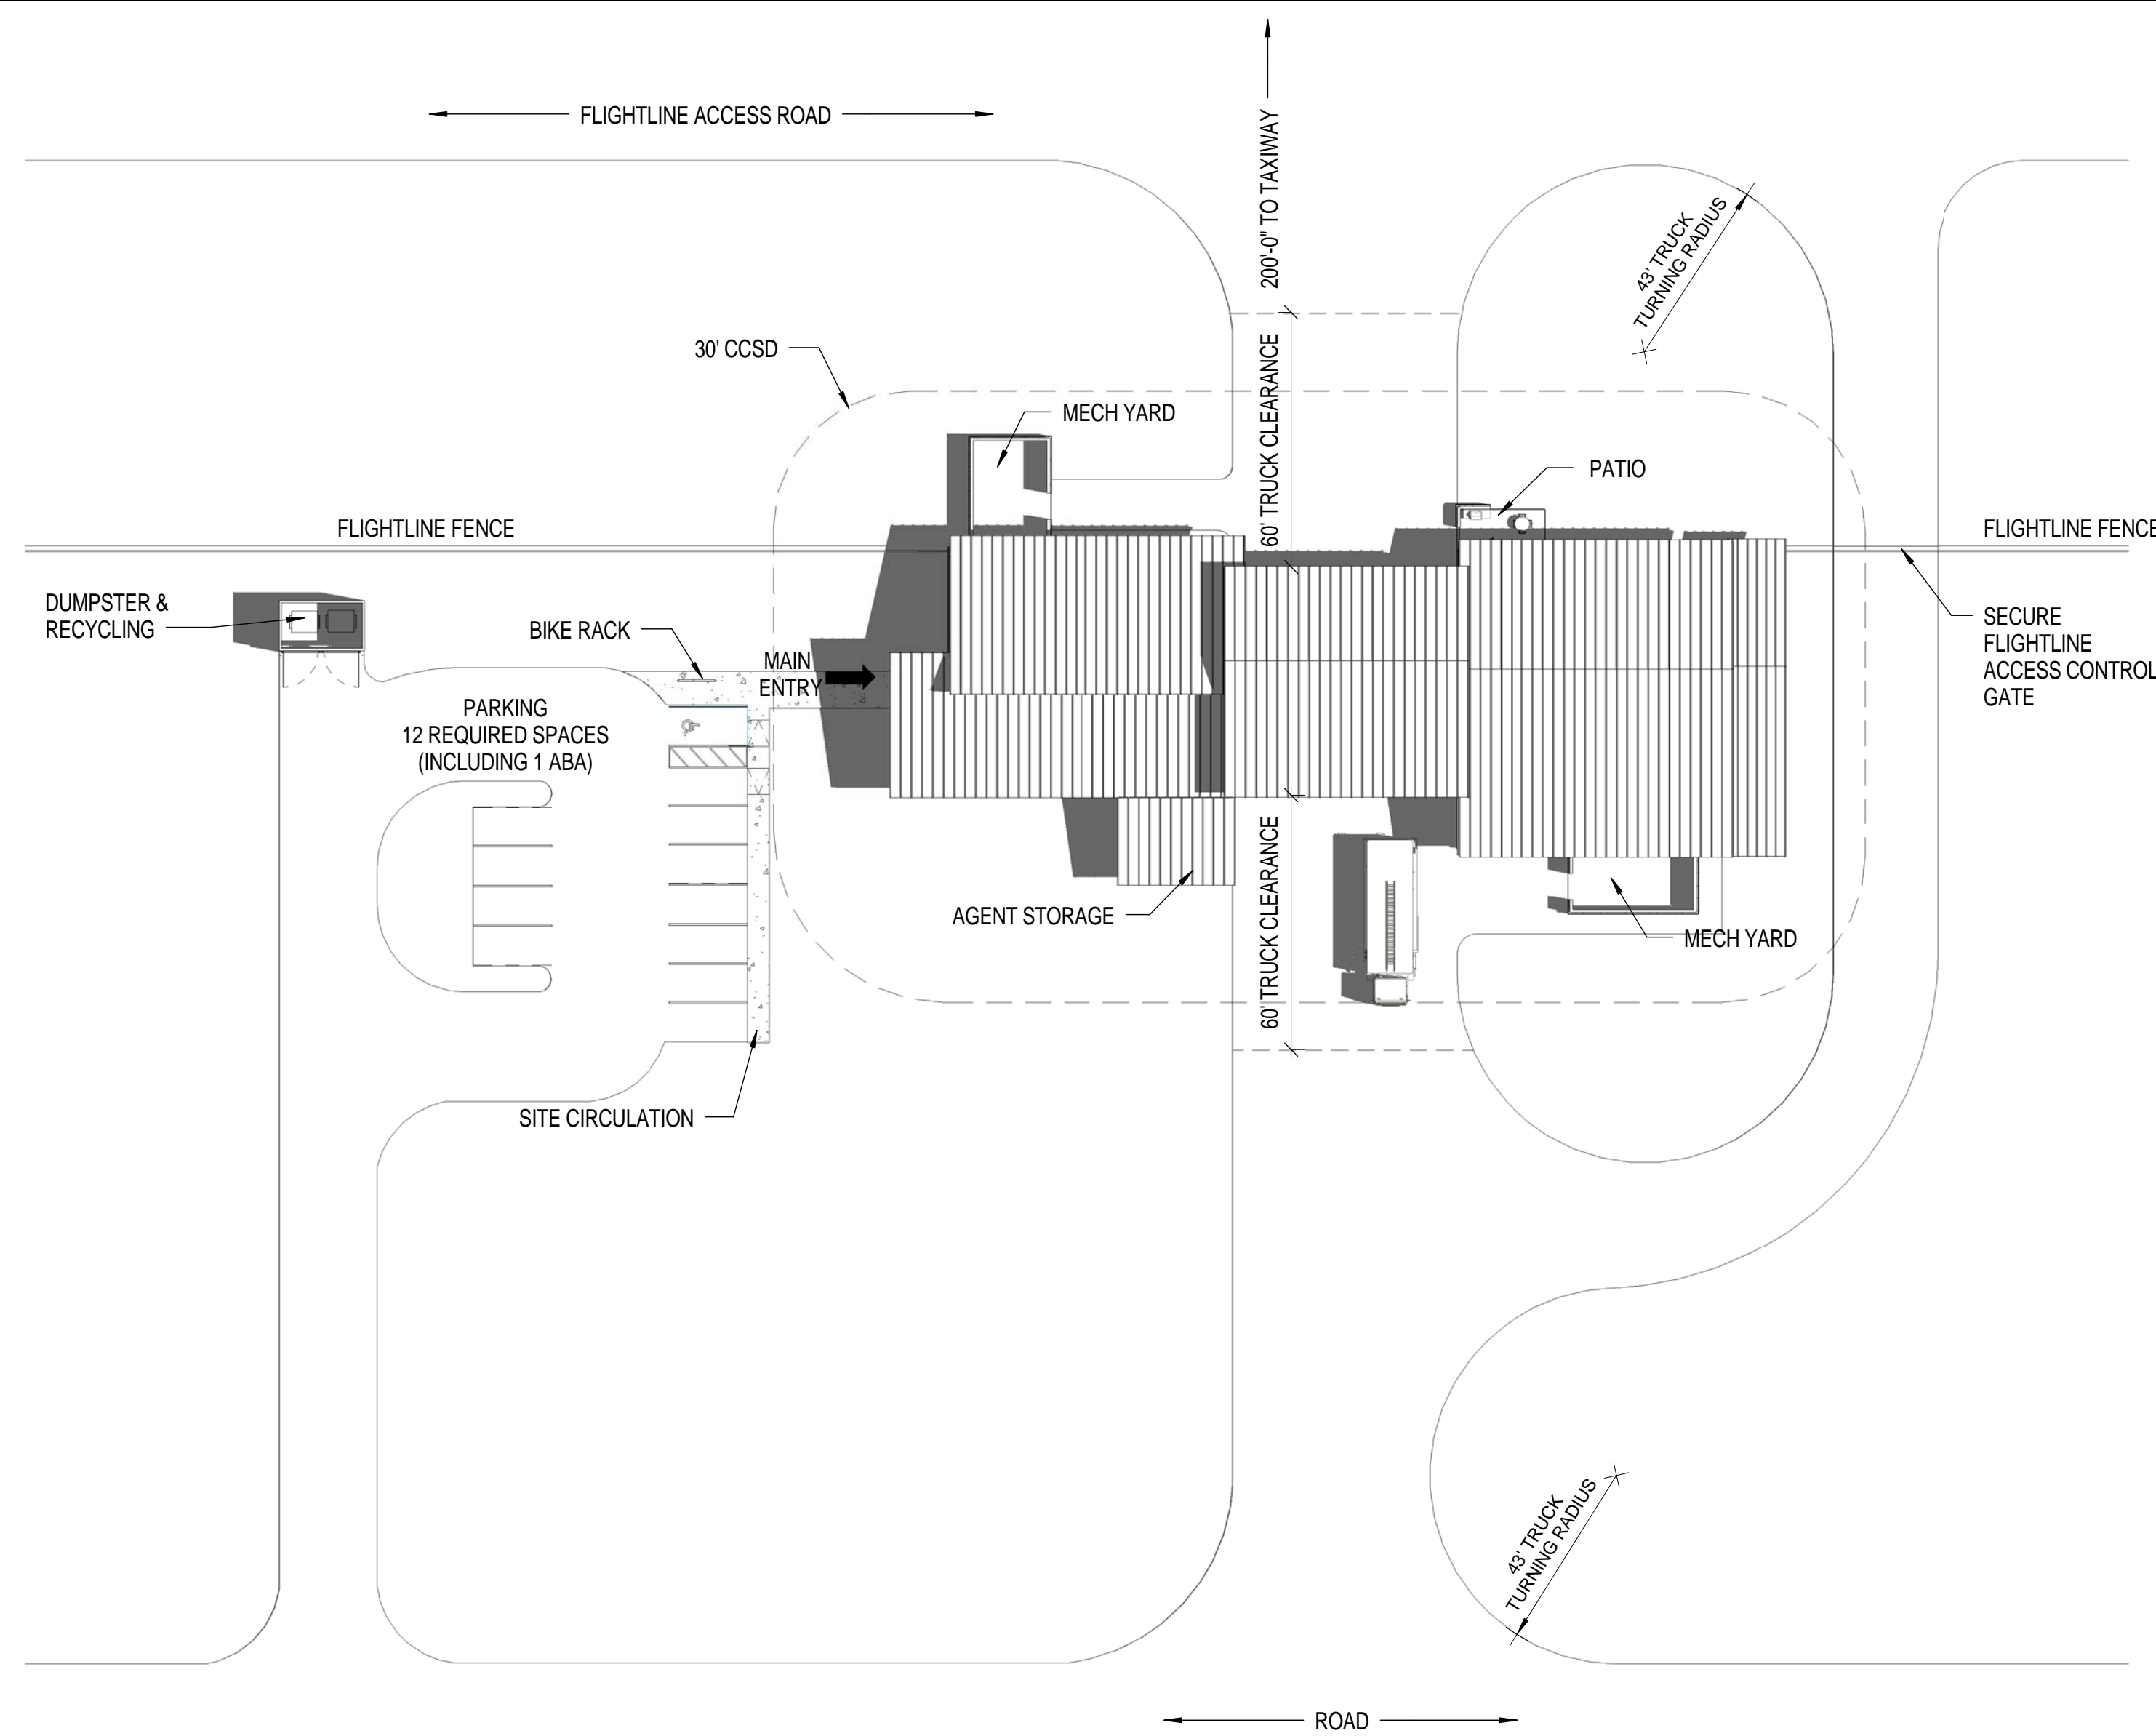 FLIGHTLINE ACCESS ROAD
200'-0" TO TAXIWAY
43' TRUCK
TURNING RADIUS
30' CCSD
60' TRUCK CLEARANCE
MECH YARD
PATIO
FLIGHTLINE FENCE
FLIGHTLINE FENCE
DUMPSTER &
RECYCLING
BIKE RACK
MAIN
ENTRY
SECURE
FLIGHTLINE
ACCESS CONTROL
GATE
PARKING
12 REQUIRED SPACES
(INCLUDING 1 ABA)
AGENT STORAGE
60' TRUCK CLEARANCE
MECH YARD
SITE CIRCULATION
43' TRUCK
TURNING RADIUS
ROAD